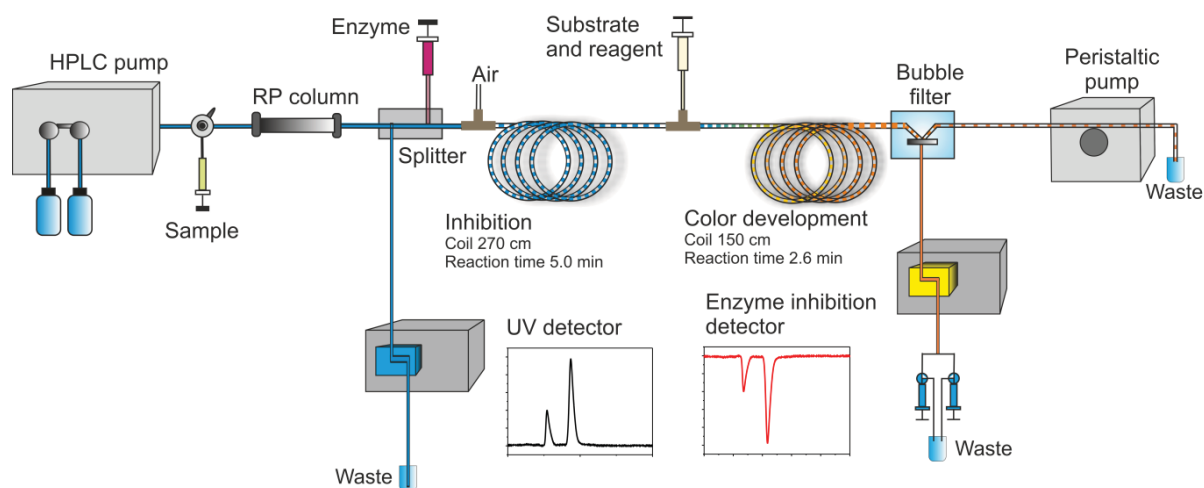 HPLC pump
Sample
RP column
Enzyme
Splitter
Air
Inhibition
Coil 270 cm
Reaction time 5.0 min
Substrate
and reagent
Color development
Coil 150 cm
Reaction time 2.6 min
Bubble
filter
Peristaltic
pump
Waste
UV detector
Enzyme inhibition
detector
Waste
Waste